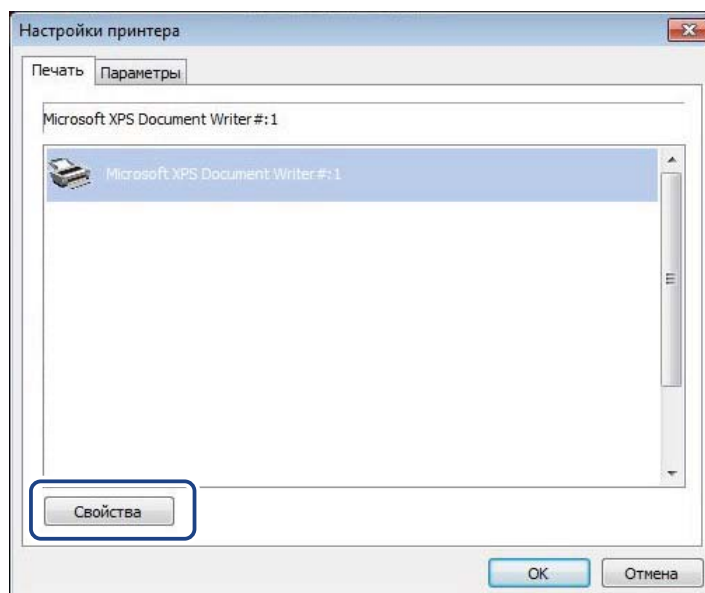 Настройки принтера
Печать Параметры
Microsoft XPS Document Writer#:1
Microsoft XPS Document Writer#:1
Свойства
OK Отмена